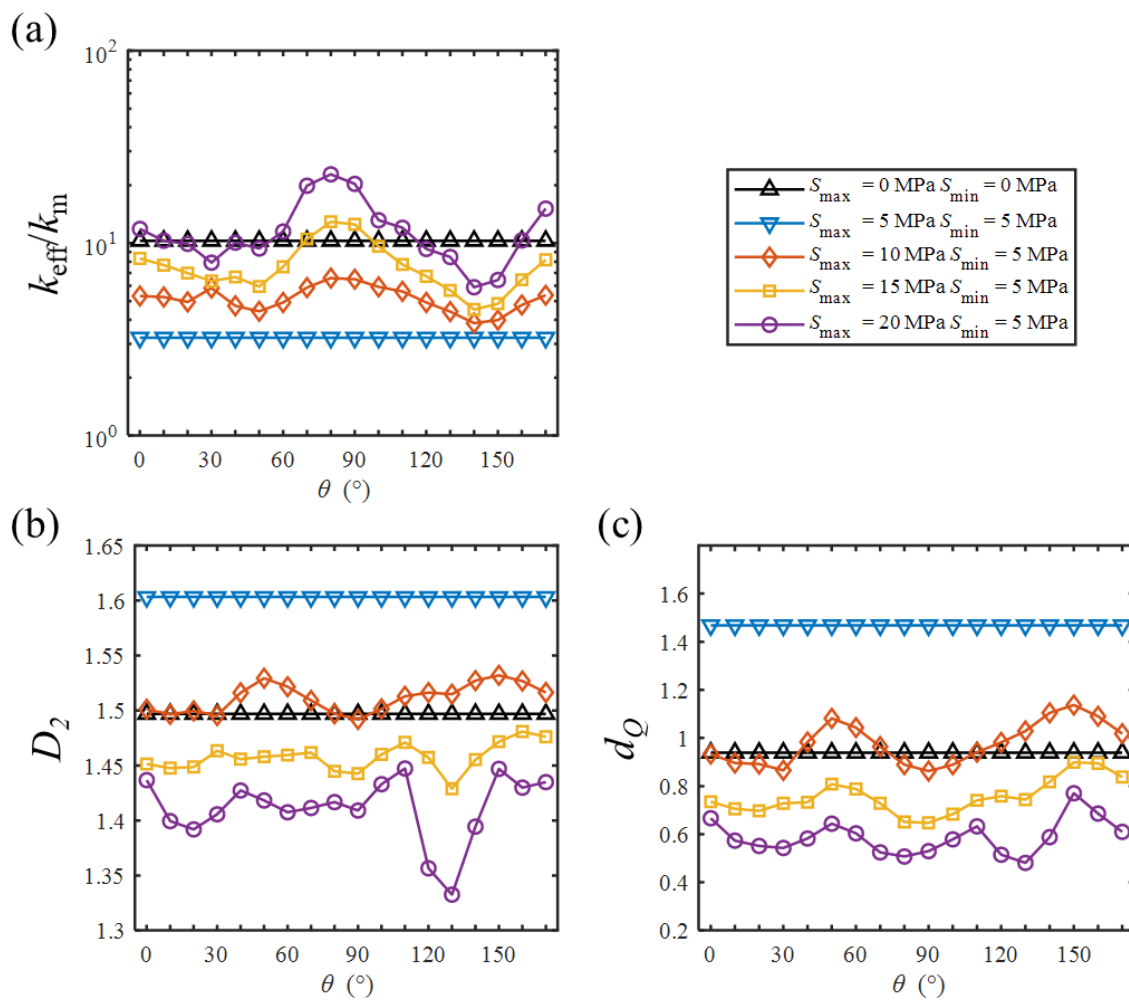 (a)
10^2
10^1
10^0
k_eff/k_m
0 30 60 90 120 150
θ (°)
S_max = 0 MPa S_min = 0 MPa
S_max = 5 MPa S_min = 5 MPa
S_max = 10 MPa S_min = 5 MPa
S_max = 15 MPa S_min = 5 MPa
S_max = 20 MPa S_min = 5 MPa
(b)
1.65
1.6
1.55
1.5
1.45
1.4
1.35
1.3
D_2
0 30 60 90 120 150
θ (°)
(c)
1.6
1.4
1.2
1
0.8
0.6
0.4
0.2
d_Q
0 30 60 90 120 150
θ (°)